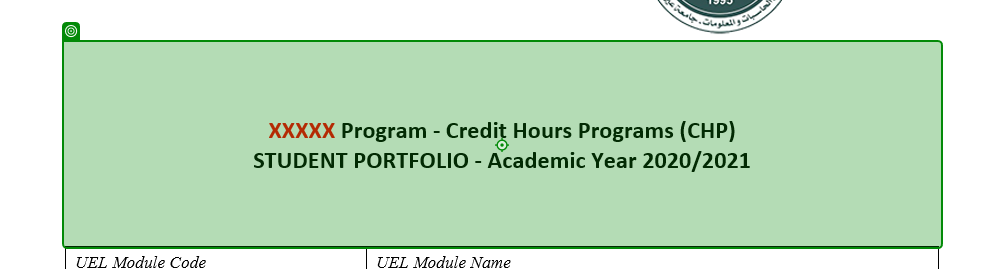 1995
الحاسبات والمعلومات - جامعة عين
XXXXX Program - Credit Hours Programs (CHP)
STUDENT PORTFOLIO - Academic Year 2020/2021
UEL Module Code
UEL Module Name